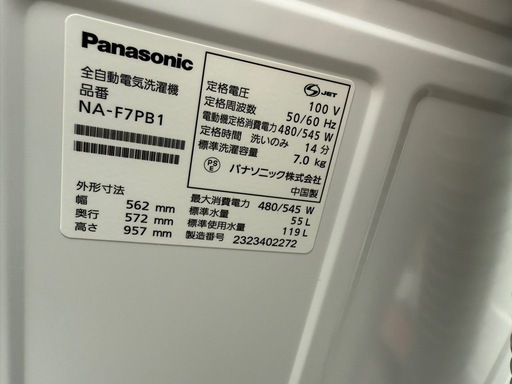 Panasonic
全自動電気洗濯機
品番
NA-F7PB1
外形寸法
幅 562 mm
奥行 572 mm
高さ 957 mm
JET
定格電圧 100 V
定格周波数 50/60 Hz
電動機定格消費電力 480/545 W
定格時間 洗いのみ 14 分
標準洗濯容量 7.0 kg
PS E パナソニック株式会社
中国製
最大消費電力 480/545 W
標準水量 55 L
標準使用水量 119 L
製造番号 2323402272